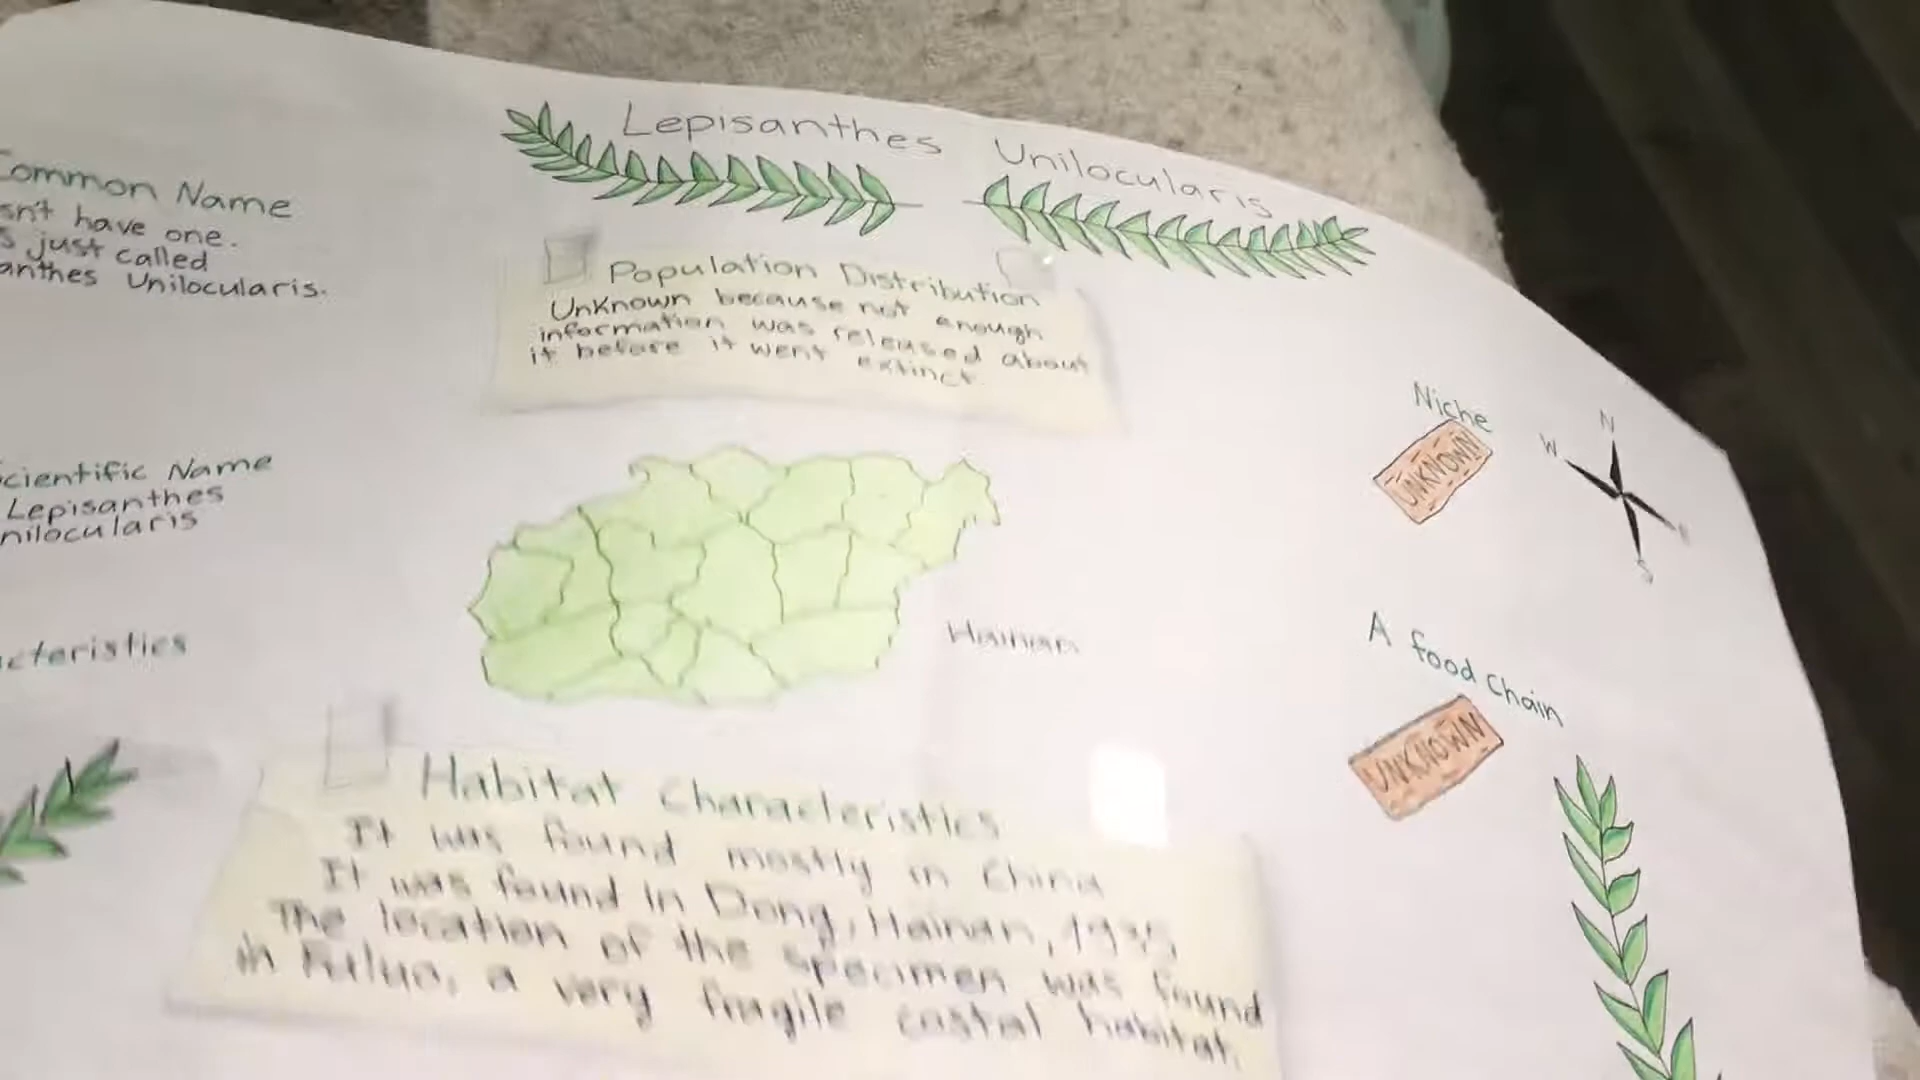 Lepisanthes Unilocularis
Common Name
sn't have one.
s just called
anthes Unilocularis.
Population Distribution
Unknown because not enough
information was released about
it before it went extinct
cientific Name
Lepisanthes
nilocularis
acteristics
Hainan
Niche
UNKNOWN
N
W
S
A food chain
UNKNOWN
Habitat Characteristics
It was found mostly in China
It was found in Dong, Hainan, 1935,
The location of the specimen was found
in a very fragile costal habitat.